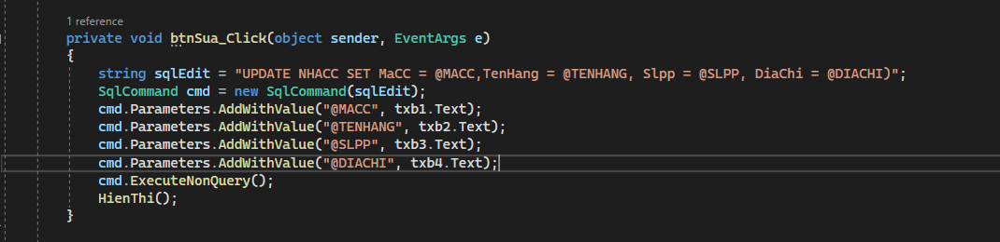 1 reference
private void btnSua_Click(object sender, EventArgs e)
{
string sqlEdit = "UPDATE NHACC SET MaCC = @MACC,TenHang = @TENHANG, Slpp = @SLPP, DiaChi = @DIACHI)";
SqlCommand cmd = new SqlCommand(sqlEdit);
cmd.Parameters.AddWithValue("@MACC", txb1.Text);
cmd.Parameters.AddWithValue("@TENHANG", txb2.Text);
cmd.Parameters.AddWithValue("@SLPP", txb3.Text);
cmd.Parameters.AddWithValue("@DIACHI", txb4.Text);
cmd.ExecuteNonQuery();
HienThi();
}